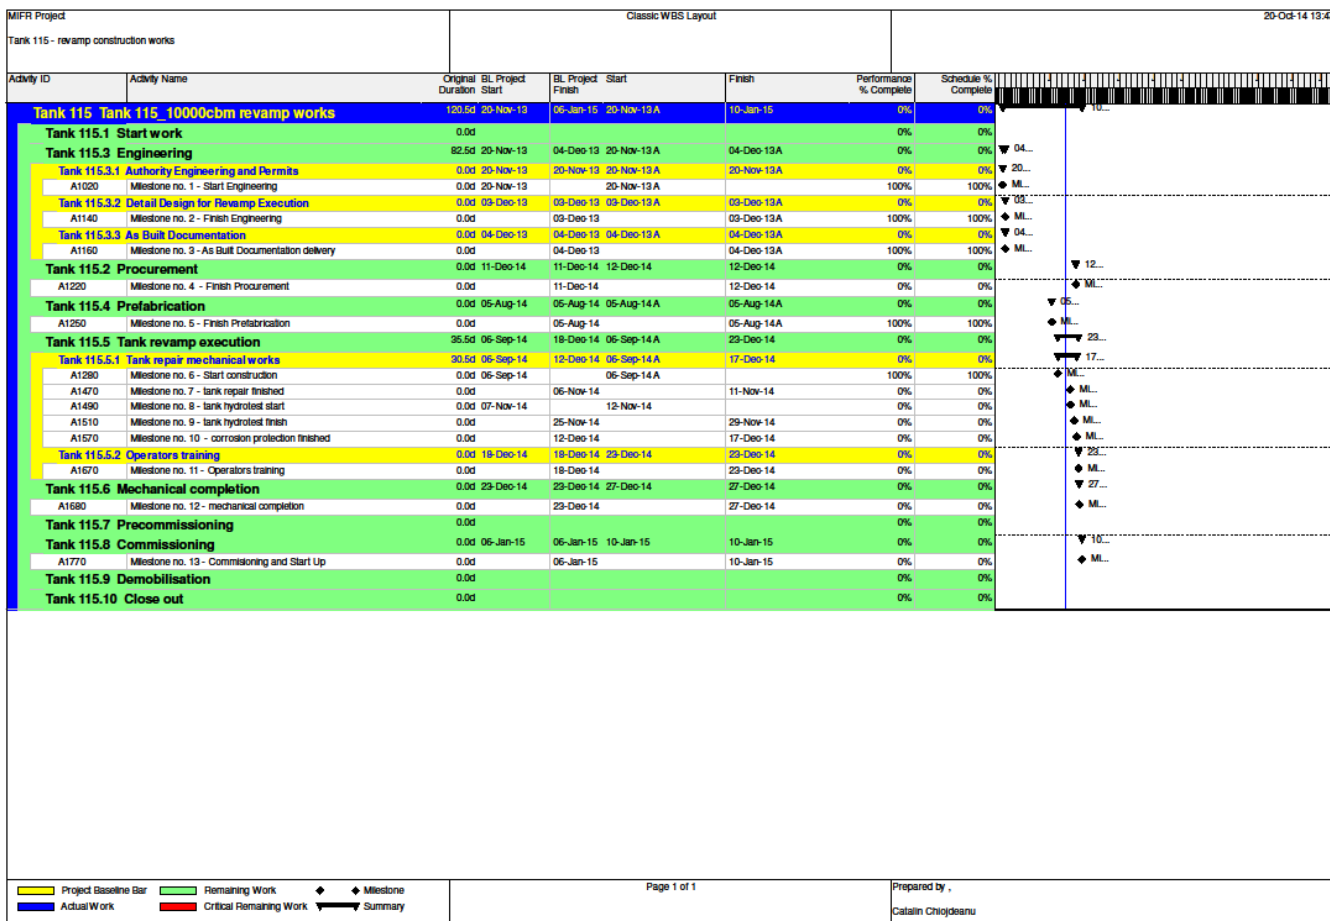 MIFR Project
Classic WBS Layout
20-Oct-14 13:4
Tank 115 - revamp construction works
Activity ID Activity Name Original Duration BL Project Start BL Project Finish Start Finish Performance % Complete Schedule % Complete
Tank 115 Tank 115_10000cbm revamp works 120.5d 20-Nov-13 06-Jan-15 20-Nov-13 A 10-Jan-15 0% 0% 10...
Tank 115.1 Start work 0.0d 0% 0%
Tank 115.3 Engineering 82.5d 20-Nov-13 04-Dec-13 20-Nov-13 A 04-Dec-13A 0% 0% 04...
Tank 115.3.1 Authority Engineering and Permits 0.0d 20-Nov-13 20-Nov-13 20-Nov-13 A 20-Nov-13A 0% 0% 20...
A1020 Milestone no. 1 - Start Engineering 0.0d 20-Nov-13 20-Nov-13 A 100% 100% Mi...
Tank 115.3.2 Detail Design for Revamp Execution 0.0d 03-Dec-13 03-Dec-13 03-Dec-13 A 03-Dec-13A 0% 0% 03...
A1140 Milestone no. 2 - Finish Engineering 0.0d 03-Dec-13 03-Dec-13A 100% 100% Mi...
Tank 115.3.3 As Built Documentation 0.0d 04-Dec-13 04-Dec-13 04-Dec-13 A 04-Dec-13A 0% 0% 04...
A1160 Milestone no. 3 - As Built Documentation delivery 0.0d 04-Dec-13 04-Dec-13A 100% 100% Mi...
Tank 115.2 Procurement 0.0d 11-Dec-14 11-Dec-14 12-Dec-14 12-Dec-14 0% 0% 12...
A1220 Milestone no. 4 - Finish Procurement 0.0d 11-Dec-14 12-Dec-14 0% 0% Mi...
Tank 115.4 Prefabrication 0.0d 05-Aug-14 05-Aug-14 05-Aug-14 A 05-Aug-14A 0% 0% 05...
A1250 Milestone no. 5 - Finish Prefabrication 0.0d 05-Aug-14 05-Aug-14A 100% 100% Mi...
Tank 115.5 Tank revamp execution 35.5d 06-Sep-14 18-Dec-14 06-Sep-14 A 23-Dec-14 0% 0% 23...
Tank 115.5.1 Tank repair mechanical works 30.5d 06-Sep-14 12-Dec-14 06-Sep-14 A 17-Dec-14 0% 0% 17...
A1280 Milestone no. 6 - Start construction 0.0d 06-Sep-14 06-Sep-14 A 100% 100% Mi...
A1470 Milestone no. 7 - tank repair finished 0.0d 06-Nov-14 11-Nov-14 0% 0% Mi...
A1490 Milestone no. 8 - tank hydrotest start 0.0d 07-Nov-14 12-Nov-14 0% 0% Mi...
A1510 Milestone no. 9 - tank hydrotest finish 0.0d 25-Nov-14 29-Nov-14 0% 0% Mi...
A1570 Milestone no. 10 - corrosion protection finished 0.0d 12-Dec-14 17-Dec-14 0% 0% Mi...
Tank 115.5.2 Operators training 0.0d 18-Dec-14 18-Dec-14 23-Dec-14 23-Dec-14 0% 0% 23...
A1670 Milestone no. 11 - Operators training 0.0d 18-Dec-14 23-Dec-14 0% 0% Mi...
Tank 115.6 Mechanical completion 0.0d 23-Dec-14 23-Dec-14 27-Dec-14 27-Dec-14 0% 0% 27...
A1680 Milestone no. 12 - mechanical completion 0.0d 23-Dec-14 27-Dec-14 0% 0% Mi...
Tank 115.7 Precommissioning 0.0d 0% 0%
Tank 115.8 Commissioning 0.0d 06-Jan-15 06-Jan-15 10-Jan-15 10-Jan-15 0% 0% 10...
A1770 Milestone no. 13 - Commisioning and Start Up 0.0d 06-Jan-15 10-Jan-15 0% 0% Mi...
Tank 115.9 Demobilisation 0.0d 0% 0%
Tank 115.10 Close out 0.0d 0% 0%
Project Baseline Bar Remaining Work Milestone
Actual Work Critical Remaining Work Summary
Page 1 of 1
Prepared by ,
Catalin Chiojdeanu